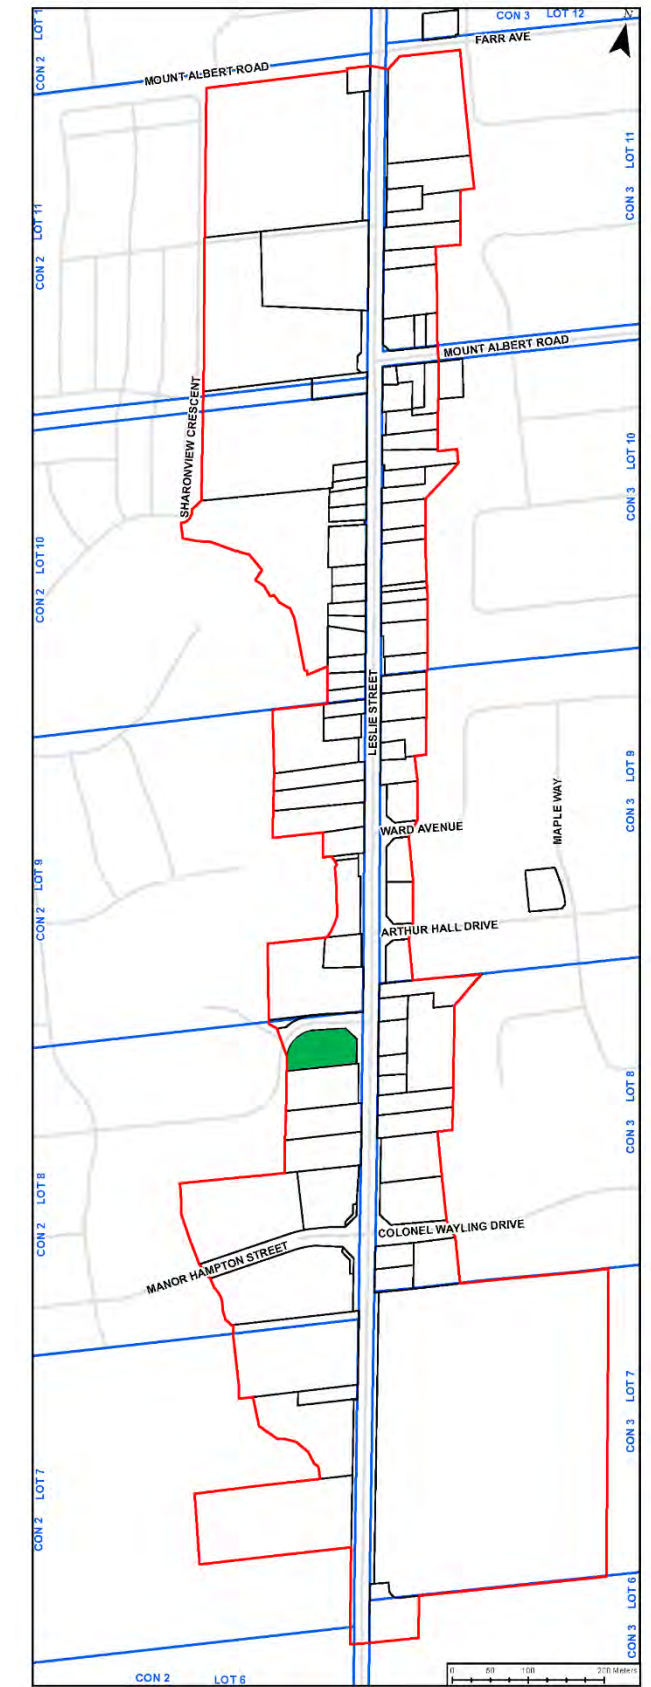 CON 3 LOT 12
N
FARR AVE
CON 2 LOT 1
MOUNT ALBERT ROAD
CON 3 LOT 11
CON 2 LOT 11
MOUNT ALBERT ROAD
SHARONVIEW CRESCENT
CON 3 LOT 10
CON 2 LOT 10
LESLIE STREET
CON 3 LOT 9
MAPLE WAY
WARD AVENUE
CON 2 LOT 9
ARTHUR HALL DRIVE
CON 3 LOT 8
CON 2 LOT 8
COLONEL WAYLING DRIVE
MANOR HAMPTON STREET
CON 3 LOT 7
CON 2 LOT 7
CON 3 LOT 6
CON 2 LOT 6
0 50 100 200 Meters